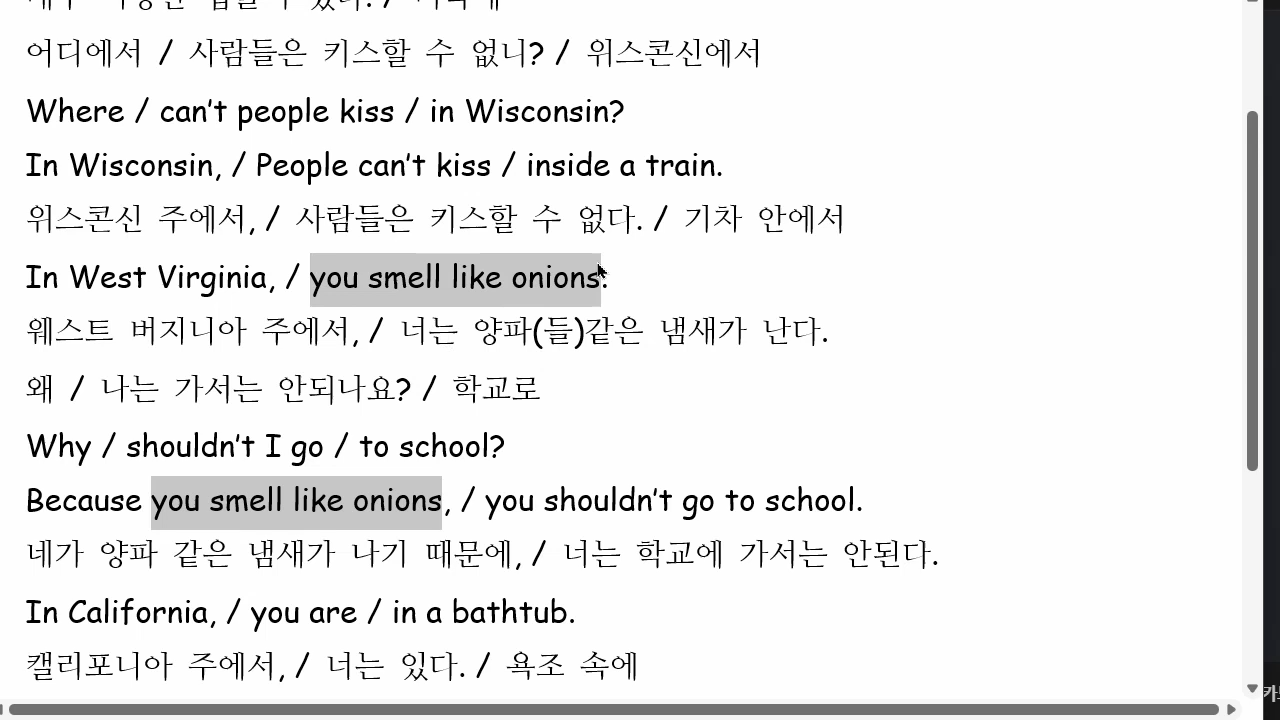 어디에서 / 사람들은 키스할 수 없니? / 위스콘신에서
Where / can't people kiss / in Wisconsin?
In Wisconsin, / People can't kiss / inside a train.
위스콘신 주에서, / 사람들은 키스할 수 없다. / 기차 안에서
In West Virginia, / you smell like onions.
웨스트 버지니아 주에서, / 너는 양파(들)같은 냄새가 난다.
왜 / 나는 가서는 안되나요? / 학교로
Why / shouldn't I go / to school?
Because you smell like onions, / you shouldn't go to school.
네가 양파 같은 냄새가 나기 때문에, / 너는 학교에 가서는 안된다.
In California, / you are / in a bathtub.
캘리포니아 주에서, / 너는 있다. / 욕조 속에